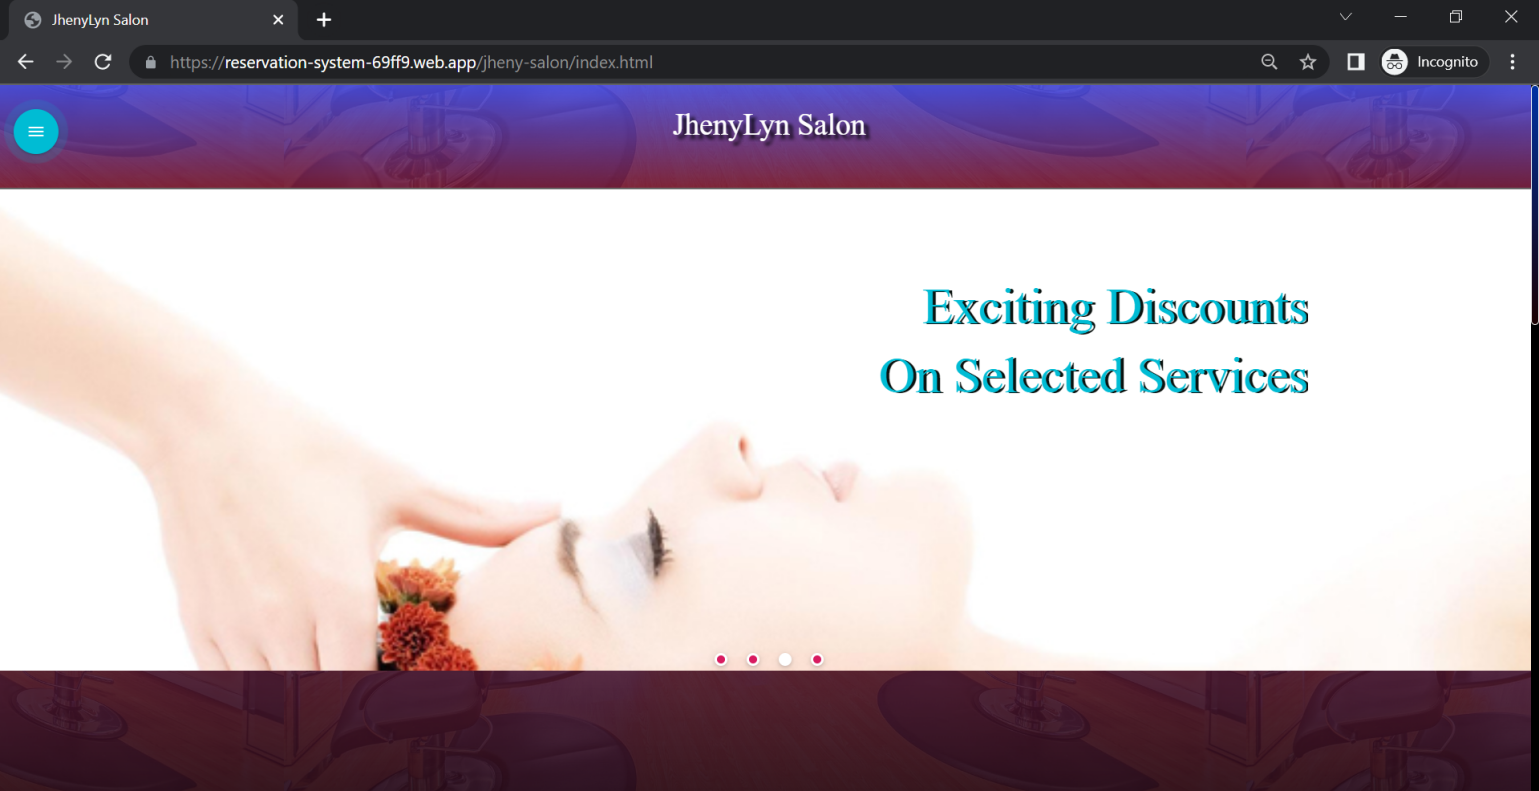 JhenyLyn Salon
https://reservation-system-69ff9.web.app/jheny-salon/index.html
Incognito
JhenyLyn Salon
Exciting Discounts
On Selected Services